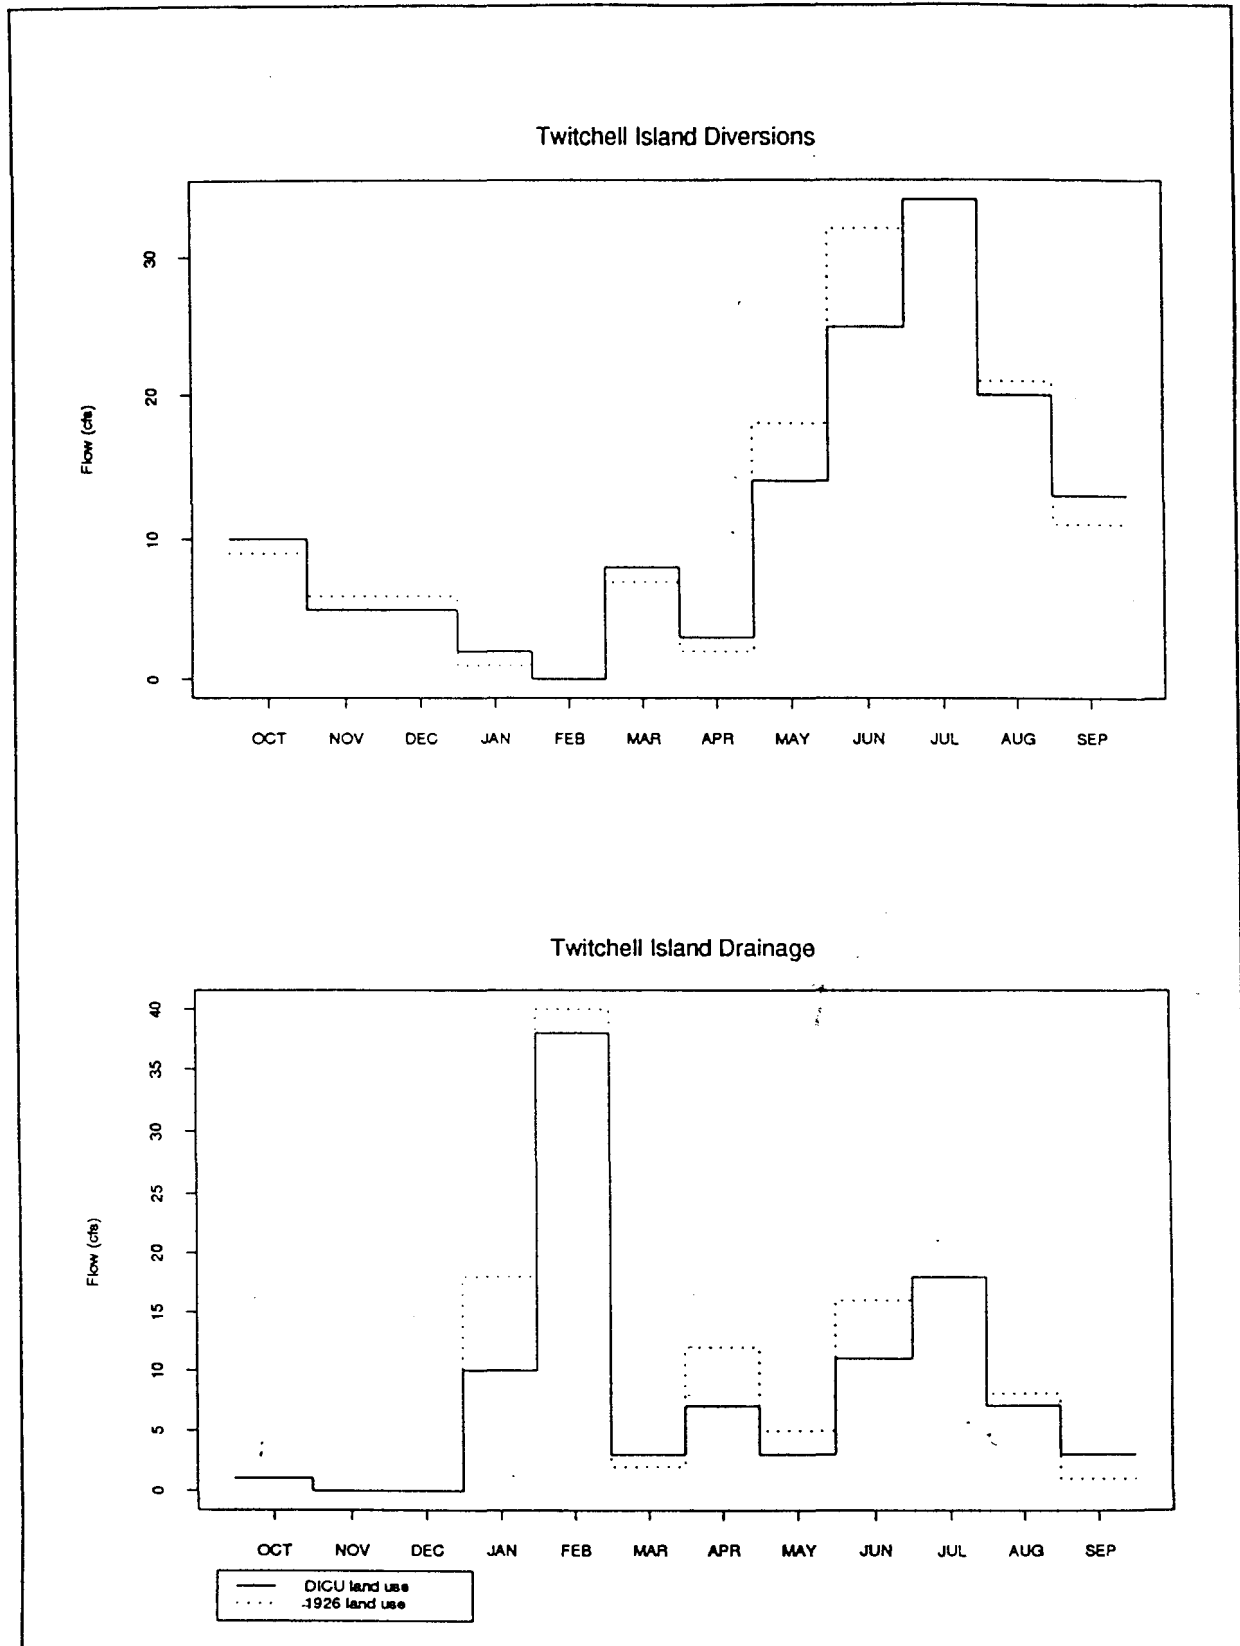 Twitchell Island Diversions
30
20
10
0
Flow (cfs)
OCT NOV DEC JAN FEB MAR APR MAY JUN JUL AUG SEP
Twitchell Island Drainage
40
35
30
25
20
15
10
5
0
Flow (cfs)
OCT NOV DEC JAN FEB MAR APR MAY JUN JUL AUG SEP
DICU land use
1926 land use